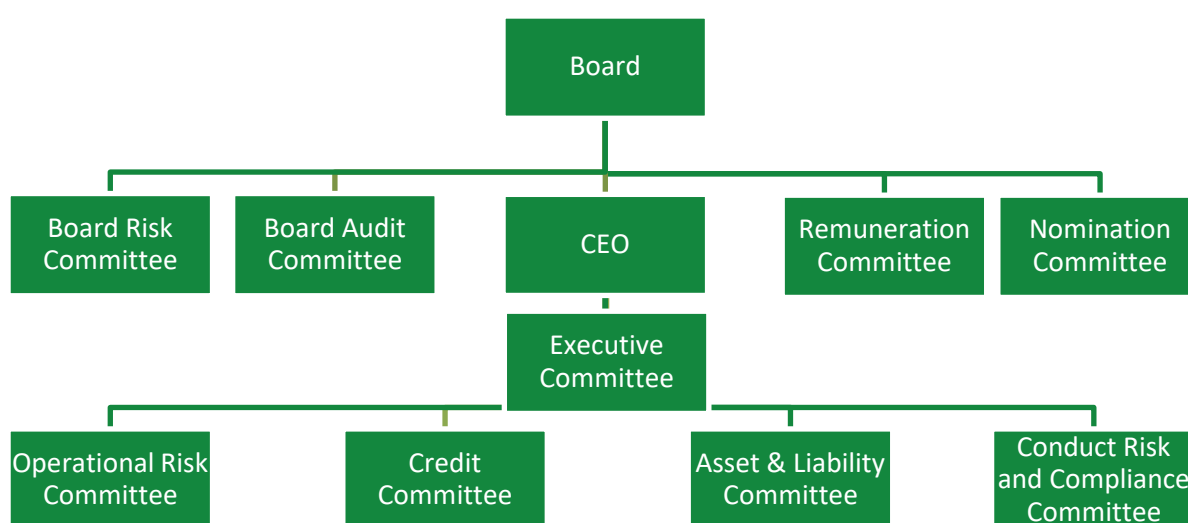 Board
Board Risk
Committee
Board Audit
Committee
CEO
Remuneration
Committee
Nomination
Committee
Executive
Committee
Operational Risk
Committee
Credit
Committee
Asset & Liability
Committee
Conduct Risk
and Compliance
Committee